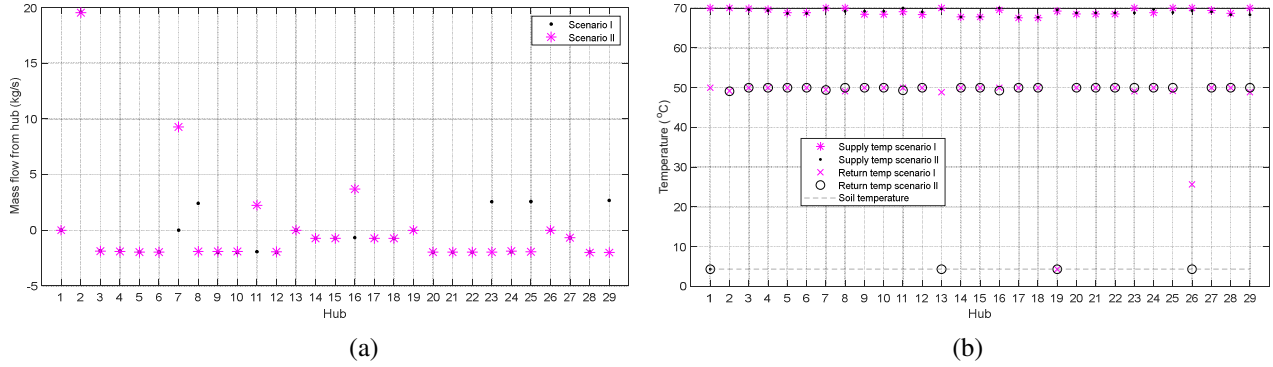 20
15
10
5
0
-5
Mass flow from hub (kg/s)
Scenario I
Scenario II
1 2 3 4 5 6 7 8 9 10 11 12 13 14 15 16 17 18 19 20 21 22 23 24 25 26 27 28 29
Hub
(a)
70
60
50
40
30
20
10
0
Temperature (°C)
Supply temp scenario I
Supply temp scenario II
Return temp scenario I
Return temp scenario II
Soil temperature
1 2 3 4 5 6 7 8 9 10 11 12 13 14 15 16 17 18 19 20 21 22 23 24 25 26 27 28 29
Hub
(b)